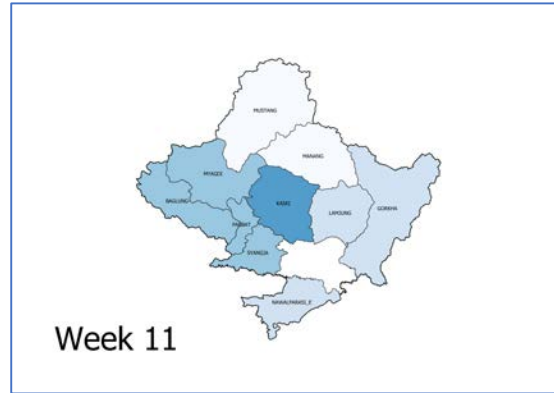 MUSTANG
MANANG
MYAGDI
BAGLUNG
KASKI
LAMJUNG
GORKHA
PARBAT
SYANGJA
NAWALPARASI_E
Week 11